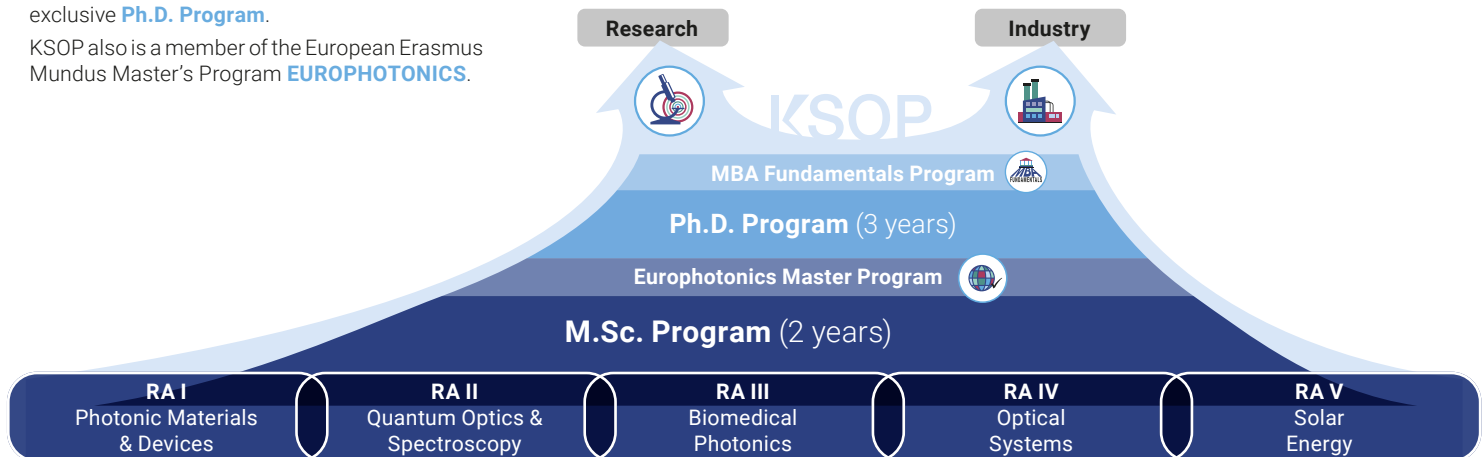 exclusive Ph.D. Program.
KSOP also is a member of the European Erasmus
Mundus Master's Program EUROPHOTONICS.
Research
Industry
KSOP
MBA Fundamentals Program
MBA
FUNDAMENTALS
Ph.D. Program (3 years)
Europhotonics Master Program
M.Sc. Program (2 years)
RA I
Photonic Materials
& Devices
RA II
Quantum Optics &
Spectroscopy
RA III
Biomedical
Photonics
RA IV
Optical
Systems
RA V
Solar
Energy